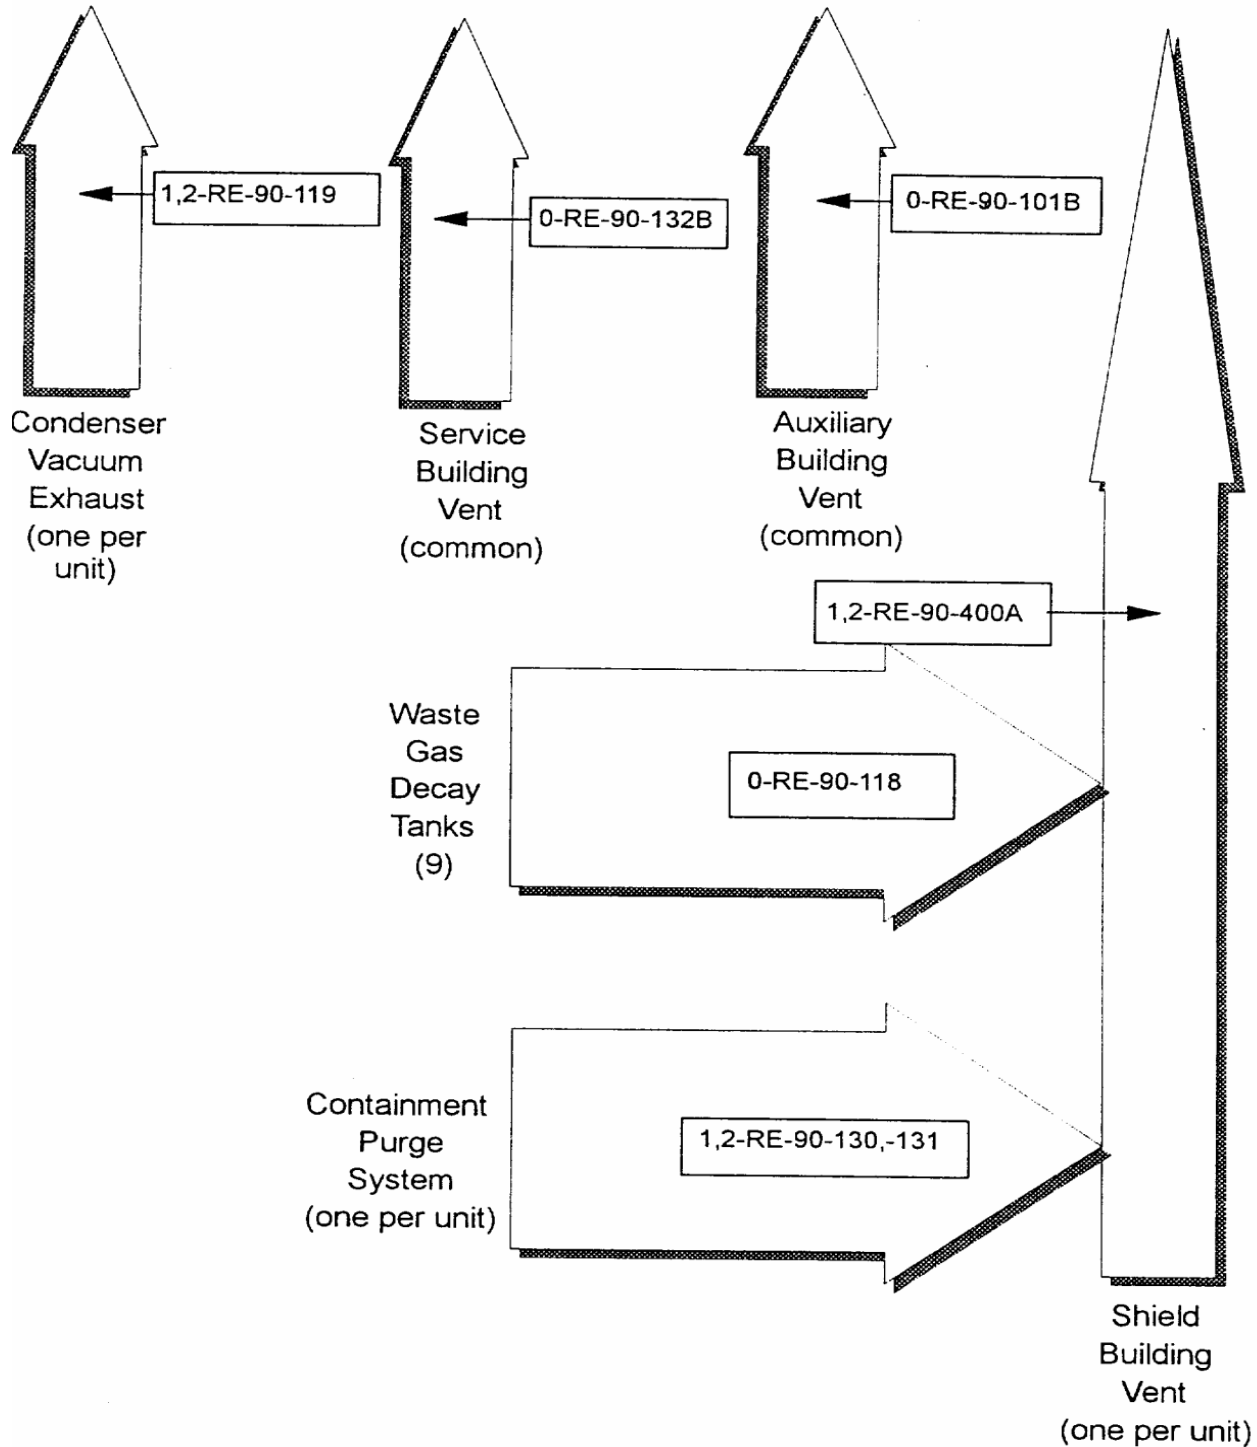 1,2-RE-90-119
0-RE-90-132B
0-RE-90-101B
Condenser
Vacuum
Exhaust
(one per
unit)
Service
Building
Vent
(common)
Auxiliary
Building
Vent
(common)
1,2-RE-90-400A
Waste
Gas
Decay
Tanks
(9)
0-RE-90-118
Containment
Purge
System
(one per unit)
1,2-RE-90-130,-131
Shield
Building
Vent
(one per unit)